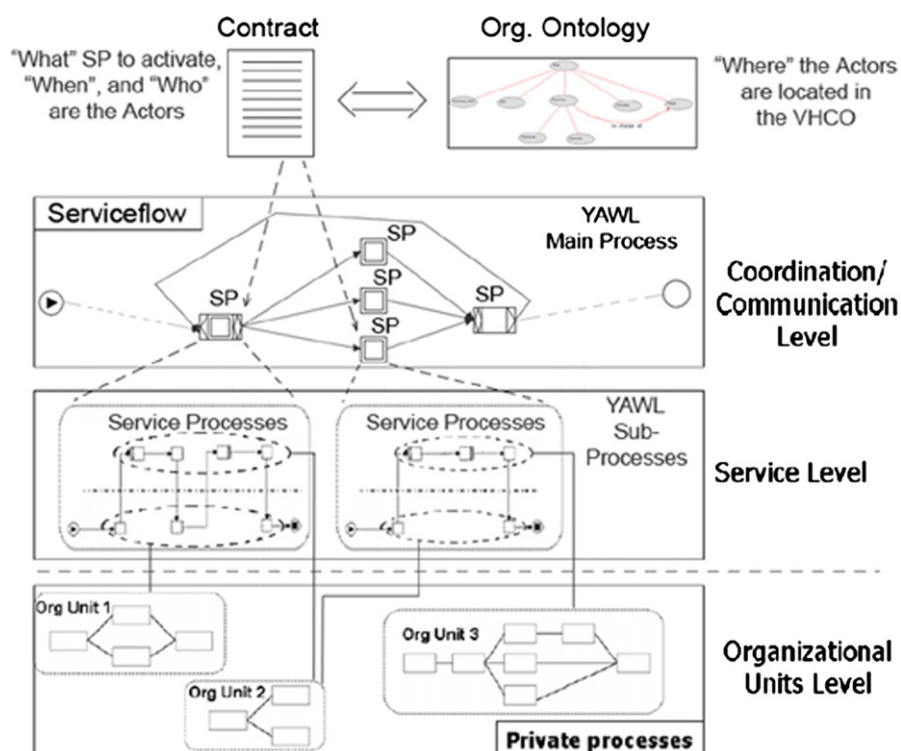 Contract
Org. Ontology
"What" SP to activate,
"When", and "Who"
are the Actors
"Where" the Actors
are located in
the VHCO
Serviceflow
YAWL
Main Process
SP
SP
SP
SP
SP
Coordination/
Communication
Level
Service Processes
Service Processes
YAWL
Sub-
Processes
Service Level
Org Unit 1
Org Unit 2
Org Unit 3
Organizational
Units Level
Private processes